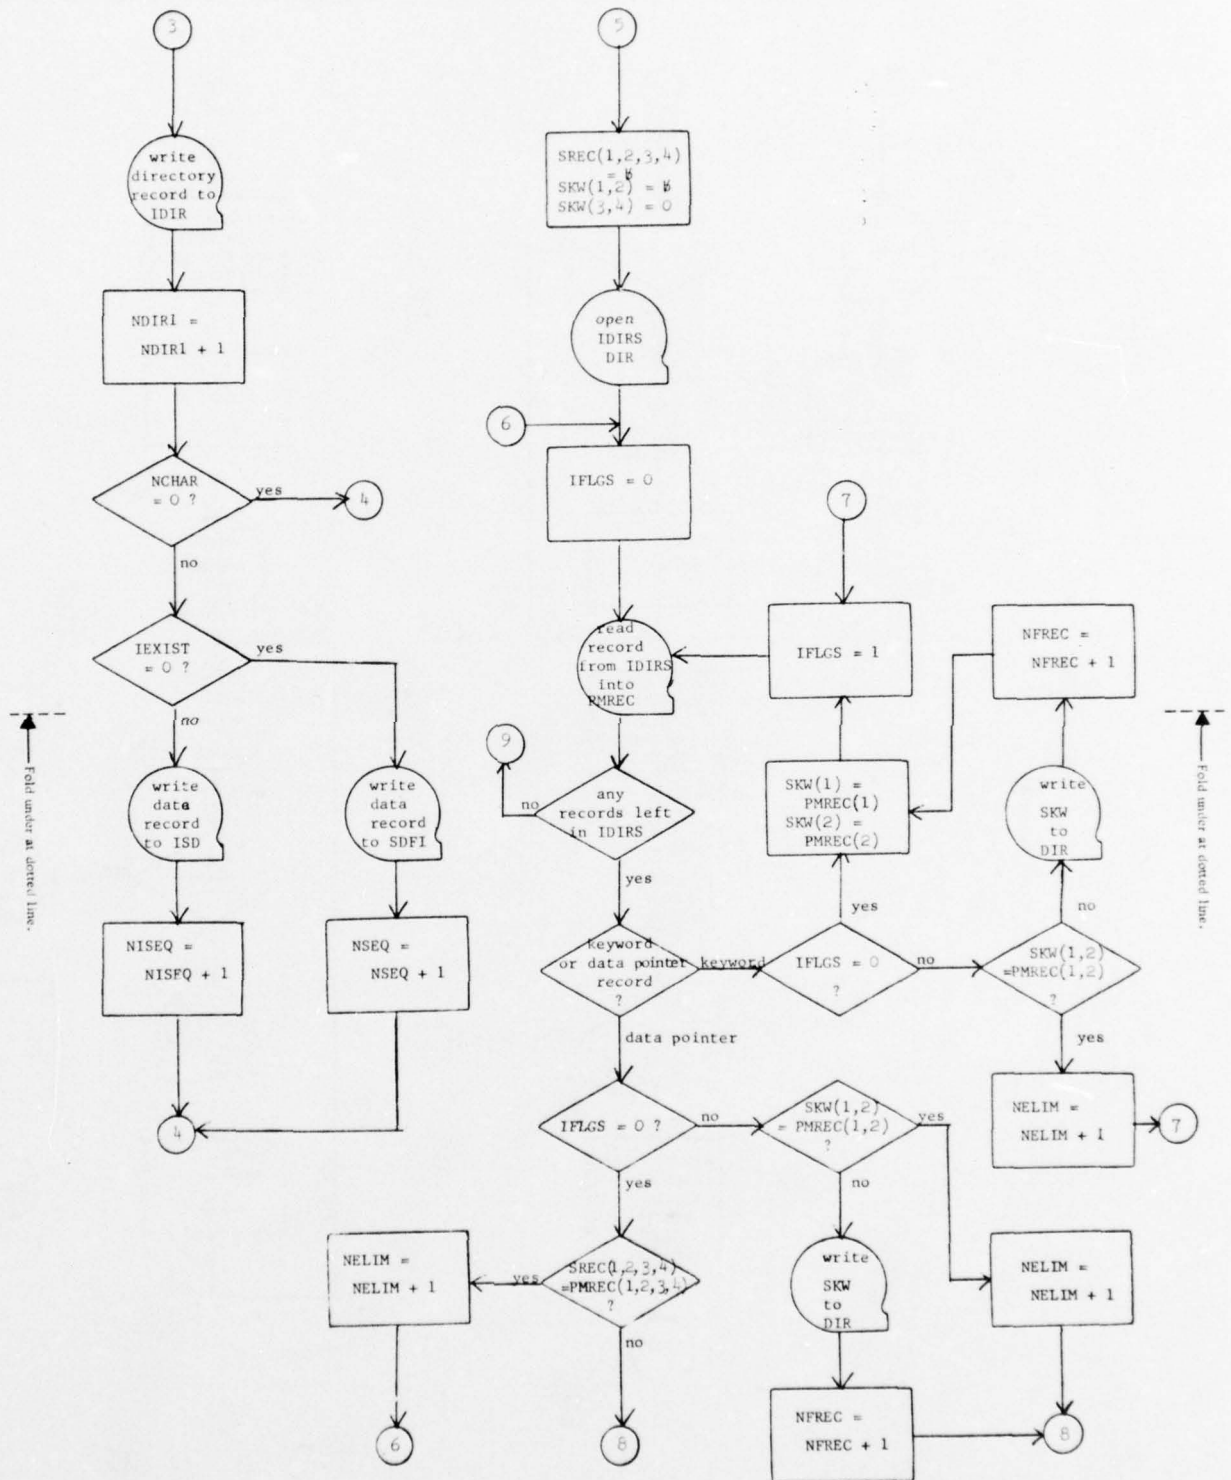 3
write
directory
record to
IDIR
NDIR1 =
NDIR1 + 1
NCHAR
= 0 ?
yes
4
no
IEXIST
= 0 ?
yes
no
write
data
record
to ISD
write
data
record
to SDFI
NISEQ =
NISEQ + 1
NSEQ =
NSEQ + 1
4
Fold under at dotted line.
5
SREC(1,2,3,4)
= ƀ
SKW(1,2) = ƀ
SKW(3,4) = 0
open
IDIRS
DIR
6
IFLGS = 0
7
read
record
from IDIRS
into
PMREC
IFLGS = 1
NFREC =
NFREC + 1
9
no
any
records left
in IDIRS
SKW(1) =
PMREC(1)
SKW(2) =
PMREC(2)
write
SKW
to
DIR
yes
yes
no
keyword
or data pointer
record
?
keyword
IFLGS = 0
?
no
SKW(1,2)
=PMREC(1,2)
?
data pointer
yes
IFLGS = 0 ?
no
SKW(1,2)
= PMREC(1,2)
?
yes
NELIM =
NELIM + 1
7
yes
no
NELIM =
NELIM + 1
yes
SREC(1,2,3,4)
=PMREC(1,2,3,4)
?
write
SKW
to
DIR
NELIM =
NELIM + 1
no
6
8
NFREC =
NFREC + 1
8
Fold under at dotted line.